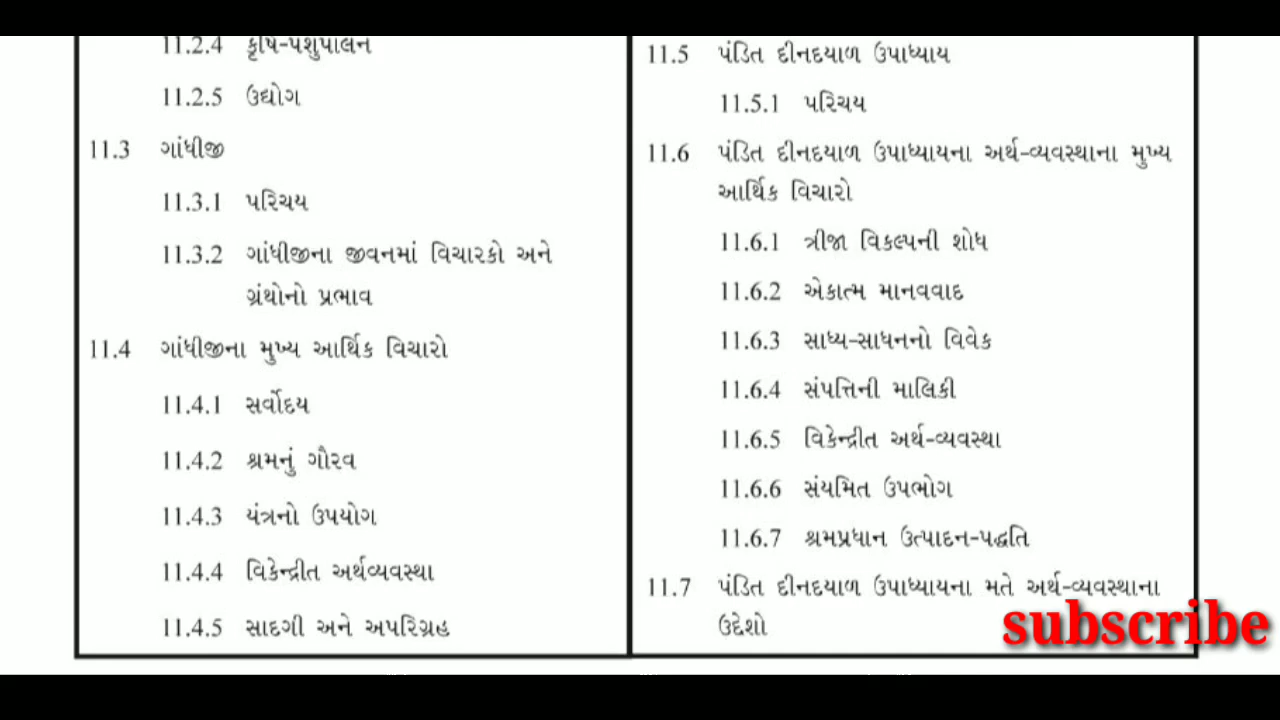 11.2.4 કૃષિ-પશુપાલન
11.2.5 ઉદ્યોગ
11.3 ગાંધીજી
11.3.1 પરિચય
11.3.2 ગાંધીજીના જીવનમાં વિચારકો અને
ગ્રંથોનો પ્રભાવ
11.4 ગાંધીજીના મુખ્ય આર્થિક વિચારો
11.4.1 સર્વોદય
11.4.2 શ્રમનું ગૌરવ
11.4.3 યંત્રનો ઉપયોગ
11.4.4 વિકેન્દ્રીત અર્થવ્યવસ્થા
11.4.5 સાદગી અને અપરિગ્રહ
11.5 પંડિત દીનદયાળ ઉપાધ્યાય
11.5.1 પરિચય
11.6 પંડિત દીનદયાળ ઉપાધ્યાયના અર્થ-વ્યવસ્થાના મુખ્ય
આર્થિક વિચારો
11.6.1 ત્રીજા વિકલ્પની શોધ
11.6.2 એકાત્મ માનવવાદ
11.6.3 સાધ્ય-સાધનનો વિવેક
11.6.4 સંપત્તિની માલિકી
11.6.5 વિકેન્દ્રીત અર્થ-વ્યવસ્થા
11.6.6 સંયમિત ઉપભોગ
11.6.7 શ્રમપ્રધાન ઉત્પાદન-પદ્ધતિ
11.7 પંડિત દીનદયાળ ઉપાધ્યાયના મતે અર્થ-વ્યવસ્થાના
ઉદ્દેશો
subscribe